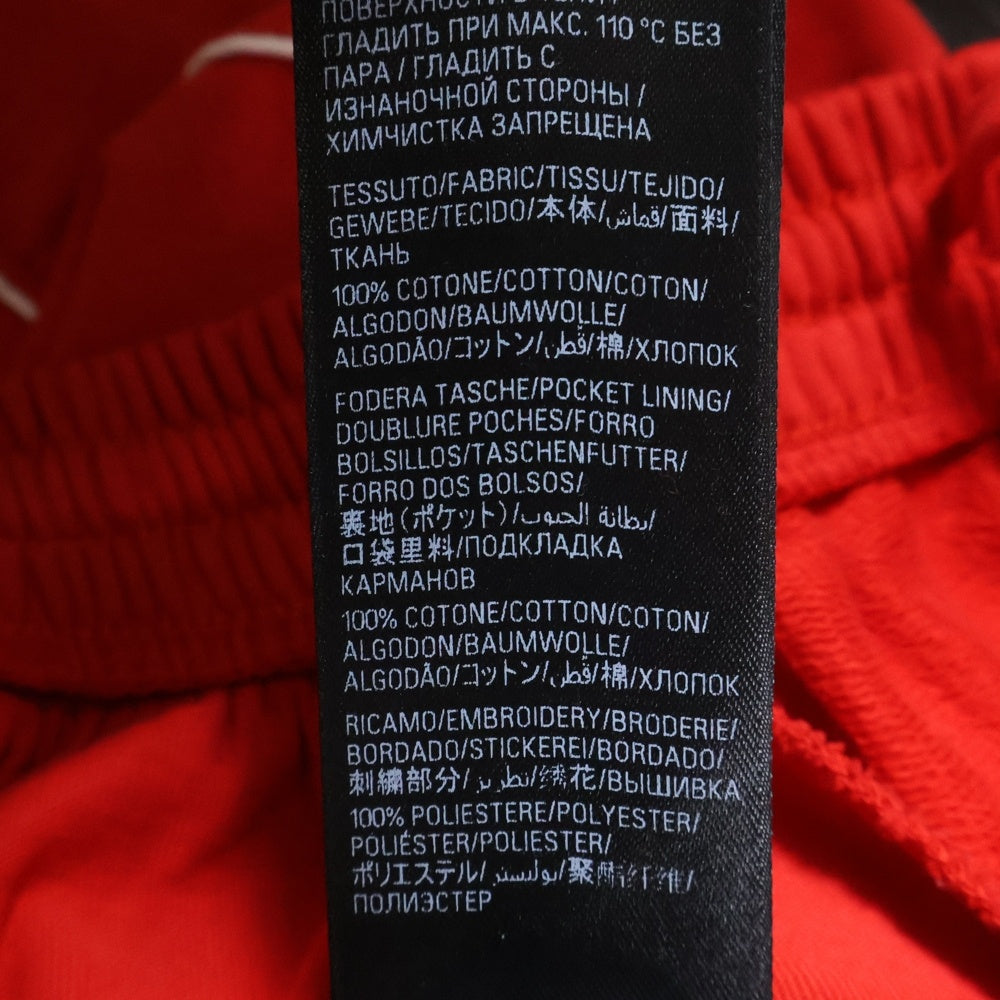 ПОВЕРХНОСТИ
ГЛАДИТЬ ПРИ МАКС. 110 °C БЕЗ
ПАРА / ГЛАДИТЬ С
ИЗНАНОЧНОЙ СТОРОНЫ /
ХИМЧИСТКА ЗАПРЕЩЕНА
TESSUTO/FABRIC/TISSU/TEJIDO/
GEWEBE/TECIDO/本体/قماش/面料/
ТКАНЬ
100% COTONE/COTTON/COTON/
ALGODON/BAUMWOLLE/
ALGODÃO/コットン/قطن/棉/ХЛОПОК
FODERA TASCHE/POCKET LINING/
DOUBLURE POCHES/FORRO
BOLSILLOS/TASCHENFUTTER/
FORRO DOS BOLSOS/
裏地(ポケット)/بطانة الجيوب/
口袋里料/ПОДКЛАДКА
КАРМАНОВ
100% COTONE/COTTON/COTON/
ALGODON/BAUMWOLLE/
ALGODÃO/コットン/قطن/棉/ХЛОПОК
RICAMO/EMBROIDERY/BRODERIE/
BORDADO/STICKEREI/BORDADO/
刺繍部分/تطريز/绣花/ВЫШИВКА
100% POLIESTERE/POLYESTER/
POLIÉSTER/POLIESTER/
ポリエステル/بوليستر/聚酯纤维/
ПОЛИЭСТЕР